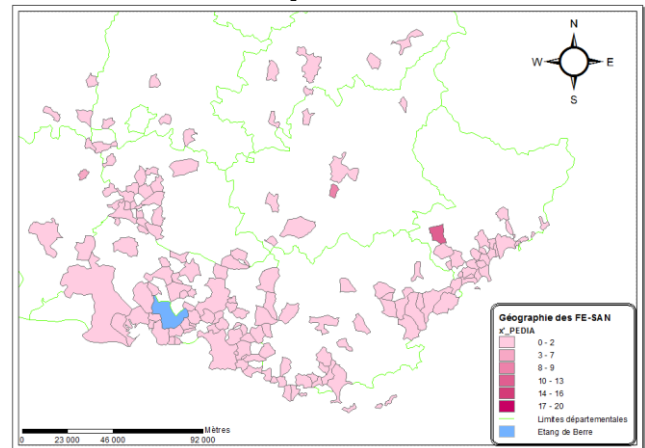 N
W E
S
Géographie des FE-SAN
x'_PEDIA
0 - 2
3 - 7
8 - 9
10 - 13
14 - 16
17 - 20
Limites départementales
Etang de Berre
Mètres
0 23 000 46 000 92 000